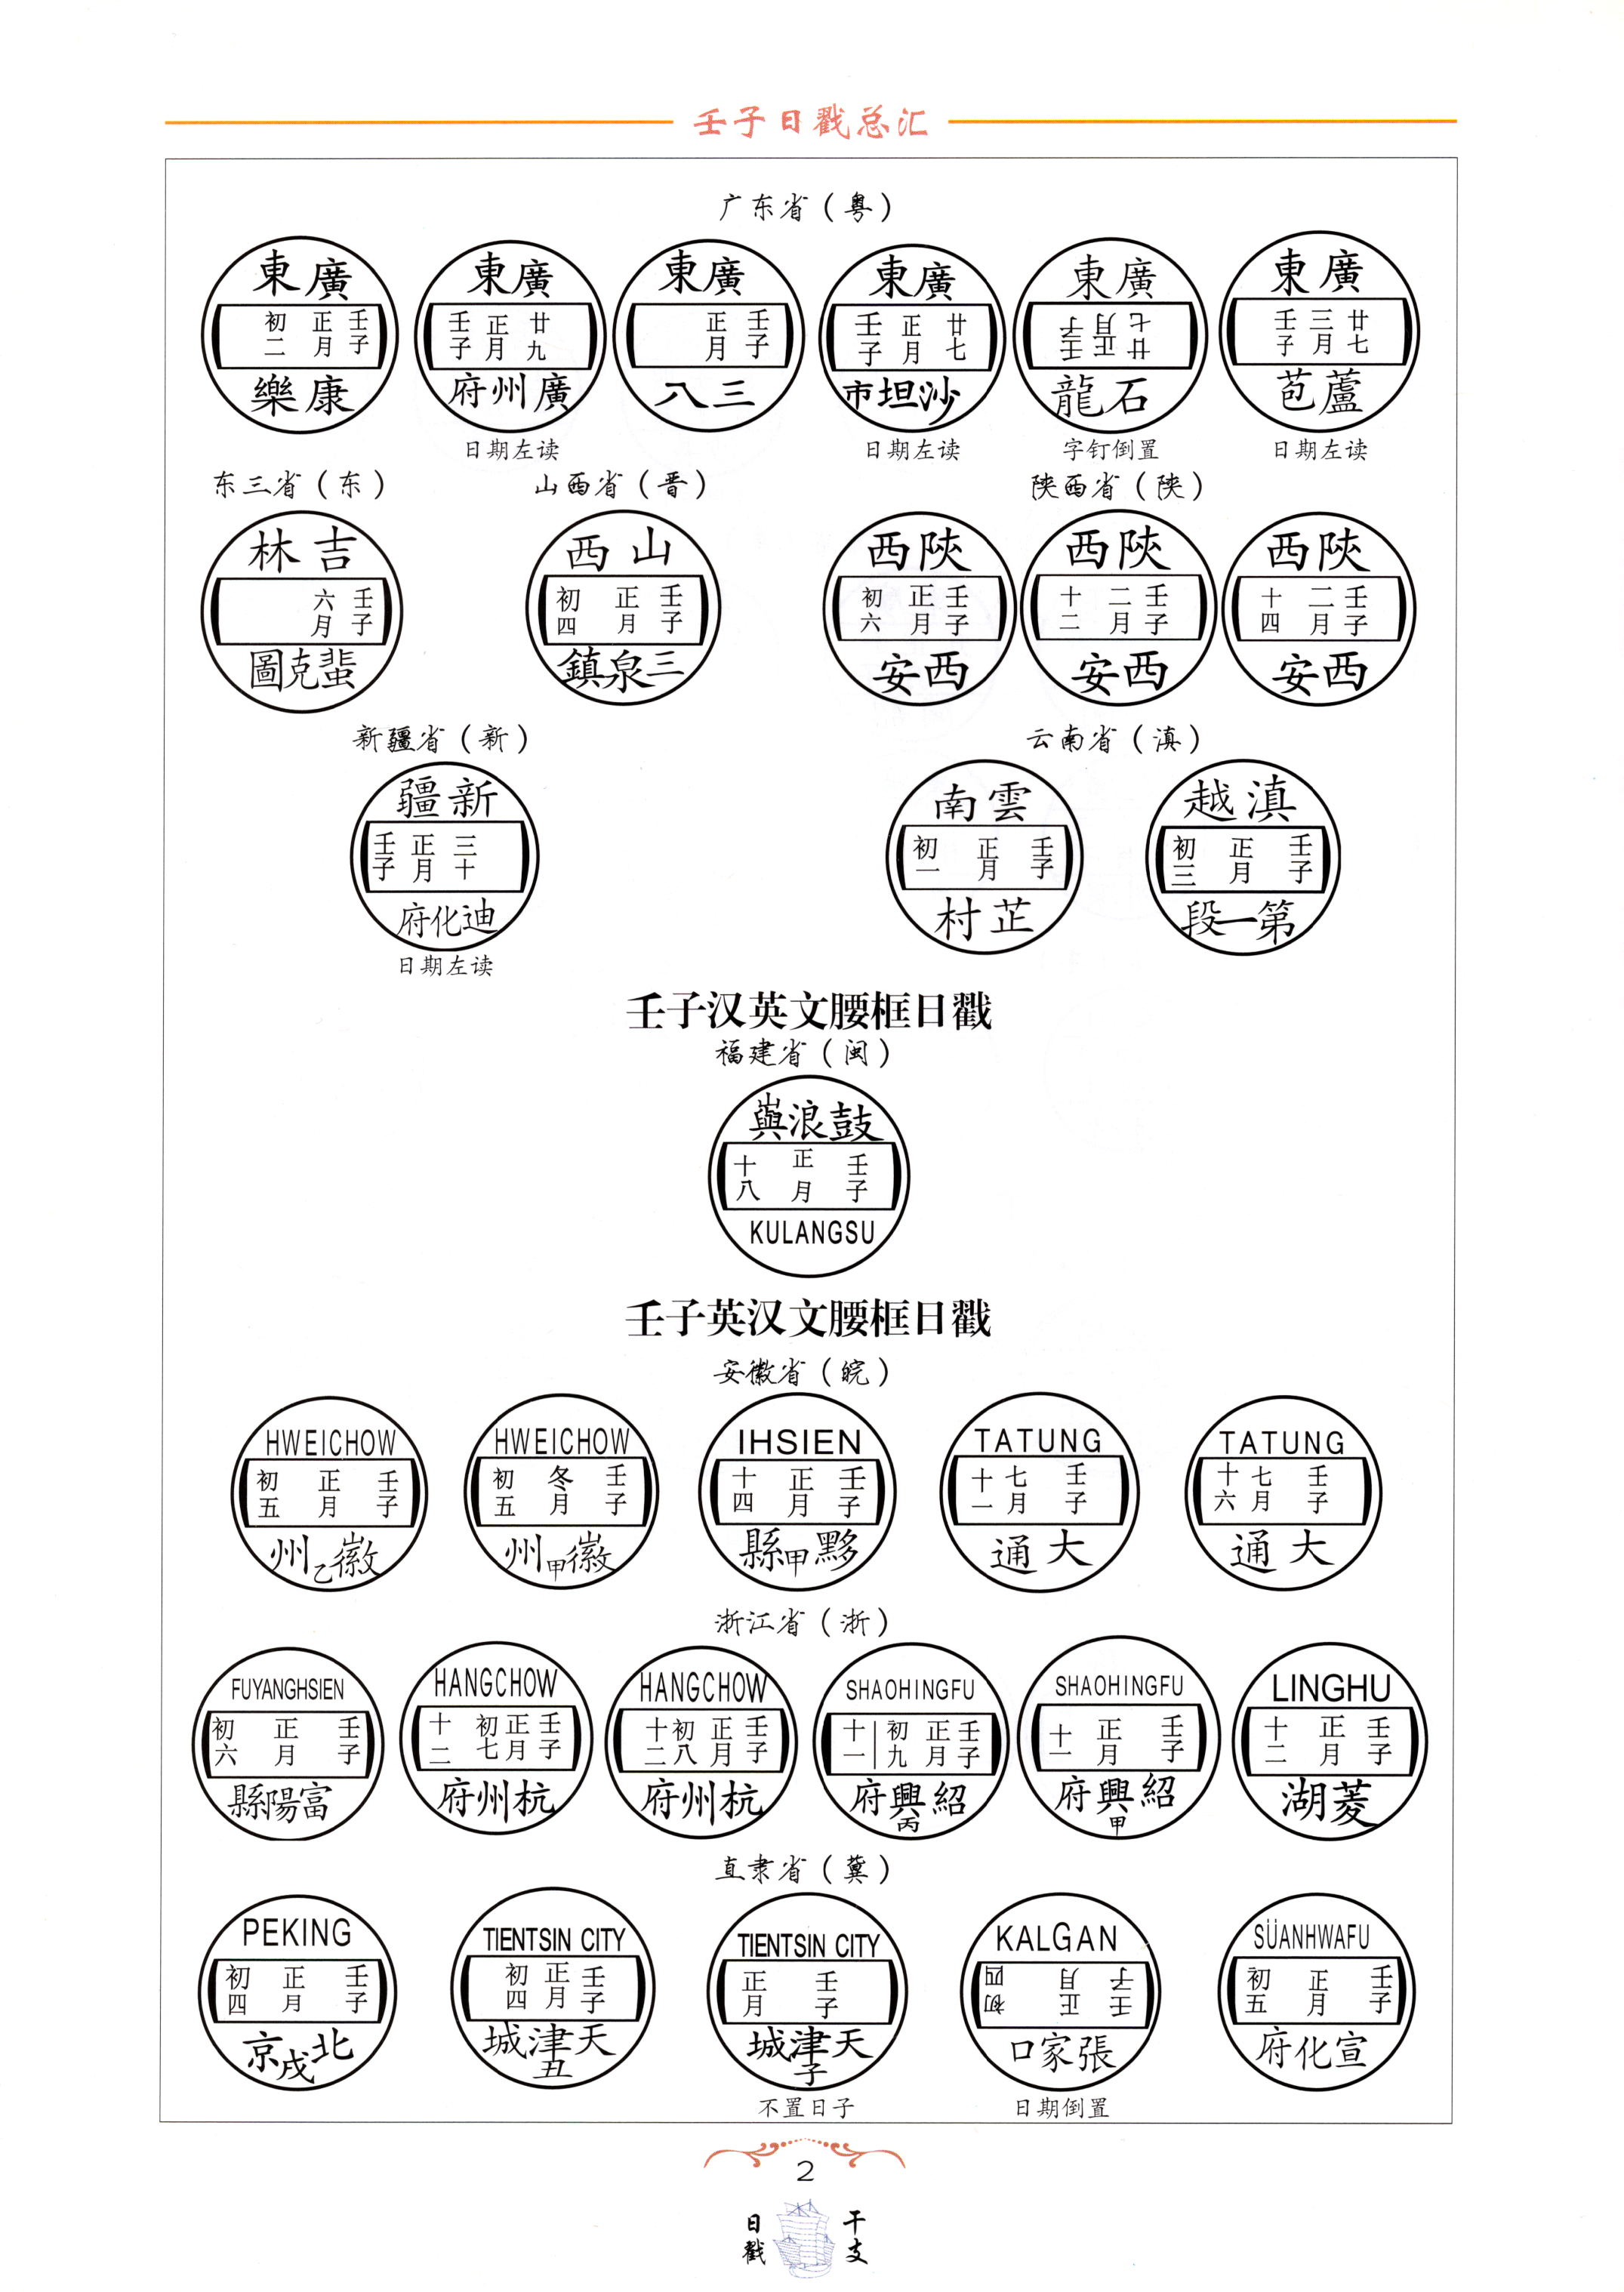 壬子日戳总汇
广东省（粤）
廣東
壬子 正月 初二
康樂
廣東
壬子 正月 廿九
廣州府
日期左读
廣東
壬子 正月
三八
廣東
壬子 正月 廿七
沙坦市
日期左读
廣東
壬子 正月 廿七
石龍
字钉倒置
廣東
壬子 三月 廿七
蘆苞
日期左读
东三省（东）
吉林
壬子 六月
蜚克圖
山西省（晋）
山西
壬子 正月 初四
三泉鎮
陕西省（陕）
陝西
壬子 正月 初六
西安
陝西
壬子 二月 十二
西安
陝西
壬子 二月 十四
西安
新疆省（新）
新疆
壬子 正月 三十
迪化府
日期左读
云南省（滇）
雲南
壬子 正月 初一
芷村
滇越
壬子 正月 初三
第一段
壬子汉英文腰框日戳
福建省（闽）
鼓浪嶼
壬子 正月 十八
KULANGSU
壬子英汉文腰框日戳
安徽省（皖）
HWEICHOW
壬子 正月 初五
徽乙州
HWEICHOW
壬子 冬月 初五
徽甲州
IHSIEN
壬子 正月 十四
黟甲縣
TATUNG
壬子 七月 十一
大通
TATUNG
壬子 七月 十六
大通
浙江省（浙）
FUYANGHSIEN
壬子 正月 初六
富陽縣
HANGCHOW
壬子 正月 初七 十二
杭州府
HANGCHOW
壬子 正月 初八 十二
杭州府
SHAOHINGFU
壬子 正月 初九 十一
紹興府
丙
SHAOHINGFU
壬子 正月 十一
紹興府
甲
LINGHU
壬子 正月 十二
菱湖
直隶省（冀）
PEKING
壬子 正月 初四
北戌京
TIENTSIN CITY
壬子 正月 初四
天津城
丑
TIENTSIN CITY
壬子 正月
天津城
子
不置日子
KALGAN
壬子 正月 初四
張家口
日期倒置
SÜANHWAFU
壬子 正月 初五
宣化府
2
干支
日戳